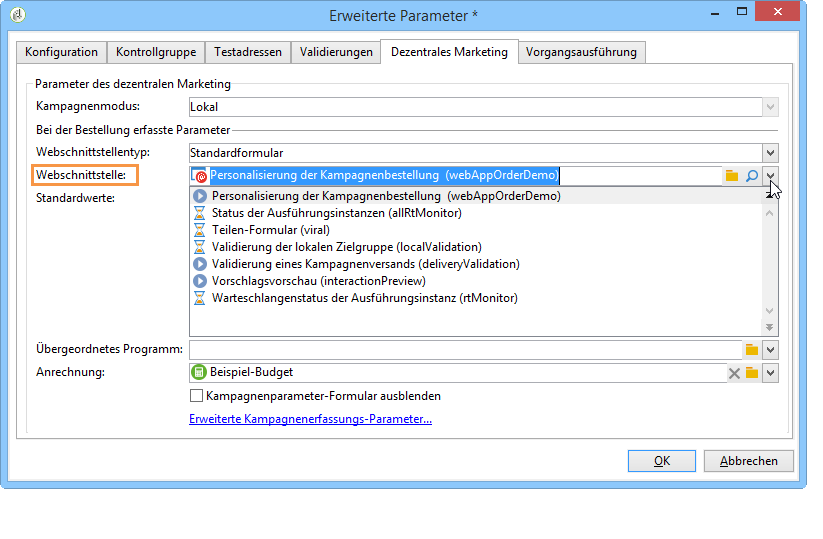 Erweiterte Parameter *
Konfiguration Kontrollgruppe Testadressen Validierungen Dezentrales Marketing Vorgangsausführung
Parameter des dezentralen Marketing
Kampagnenmodus: Lokal
Bei der Bestellung erfasste Parameter
Webschnittstellentyp: Standardformular
Webschnittstelle: Personalisierung der Kampagnenbestellung (webAppOrderDemo)
Standardwerte: Personalisierung der Kampagnenbestellung (webAppOrderDemo)
Status der Ausführungsinstanzen (allRtMonitor)
Teilen-Formular (viral)
Validierung der lokalen Zielgruppe (localValidation)
Validierung eines Kampagnenversands (deliveryValidation)
Vorschlagsvorschau (interactionPreview)
Warteschlangenstatus der Ausführungsinstanz (rtMonitor)
Übergeordnetes Programm:
Anrechnung: Beispiel-Budget
Kampagnenparameter-Formular ausblenden
Erweiterte Kampagnenerfassungs-Parameter...
OK Abbrechen